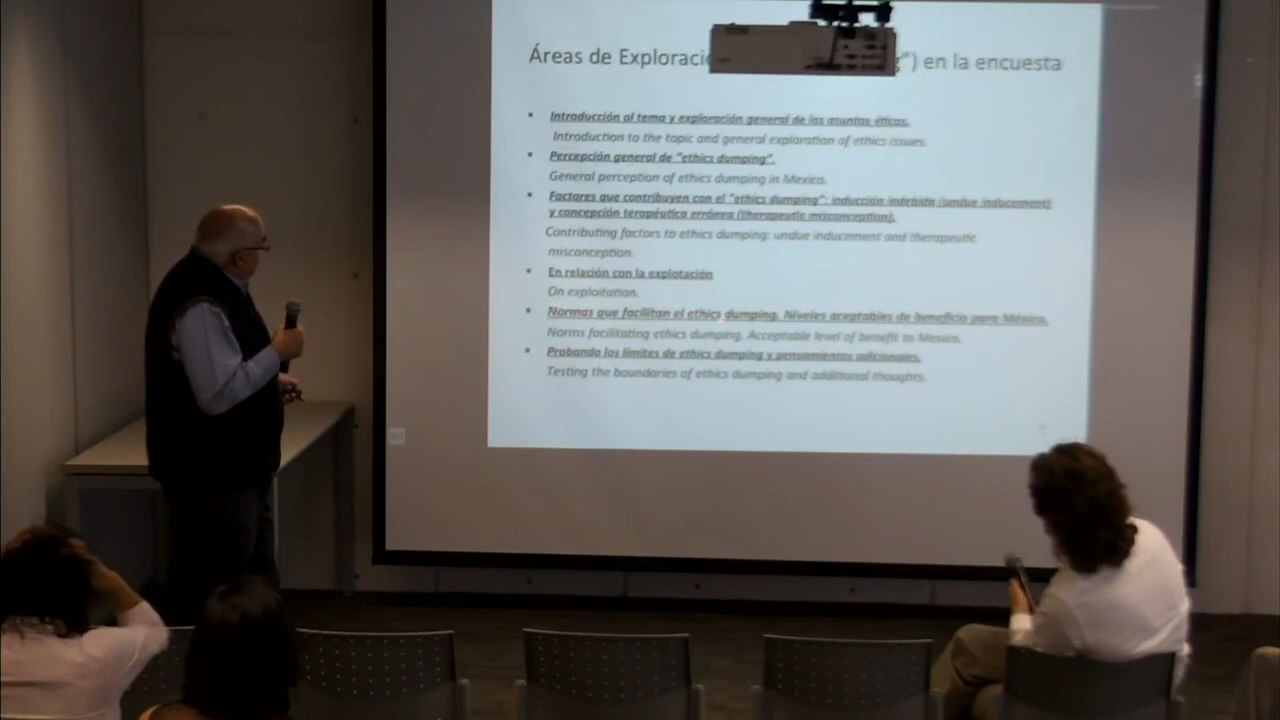 Áreas de Exploraci ") en la encuesta
▪ Introducción al tema y exploración general de los asuntos éticos.
Introduction to the topic and general exploration of ethics issues.
▪ Percepción general de "ethics dumping".
General perception of ethics dumping in Mexico.
▪ Factores que contribuyen con el "ethics dumping": inducción indebida (undue inducement)
y concepción terapéutica errónea (therapeutic misconception).
Contributing factors to ethics dumping: undue inducement and therapeutic
misconception.
▪ En relación con la explotación
On exploitation.
▪ Normas que facilitan el ethics dumping. Niveles aceptables de beneficio para México.
Norms facilitating ethics dumping. Acceptable level of benefit to Mexico.
▪ Probando los límites de ethics dumping y pensamientos adicionales.
Testing the boundaries of ethics dumping and additional thoughts.